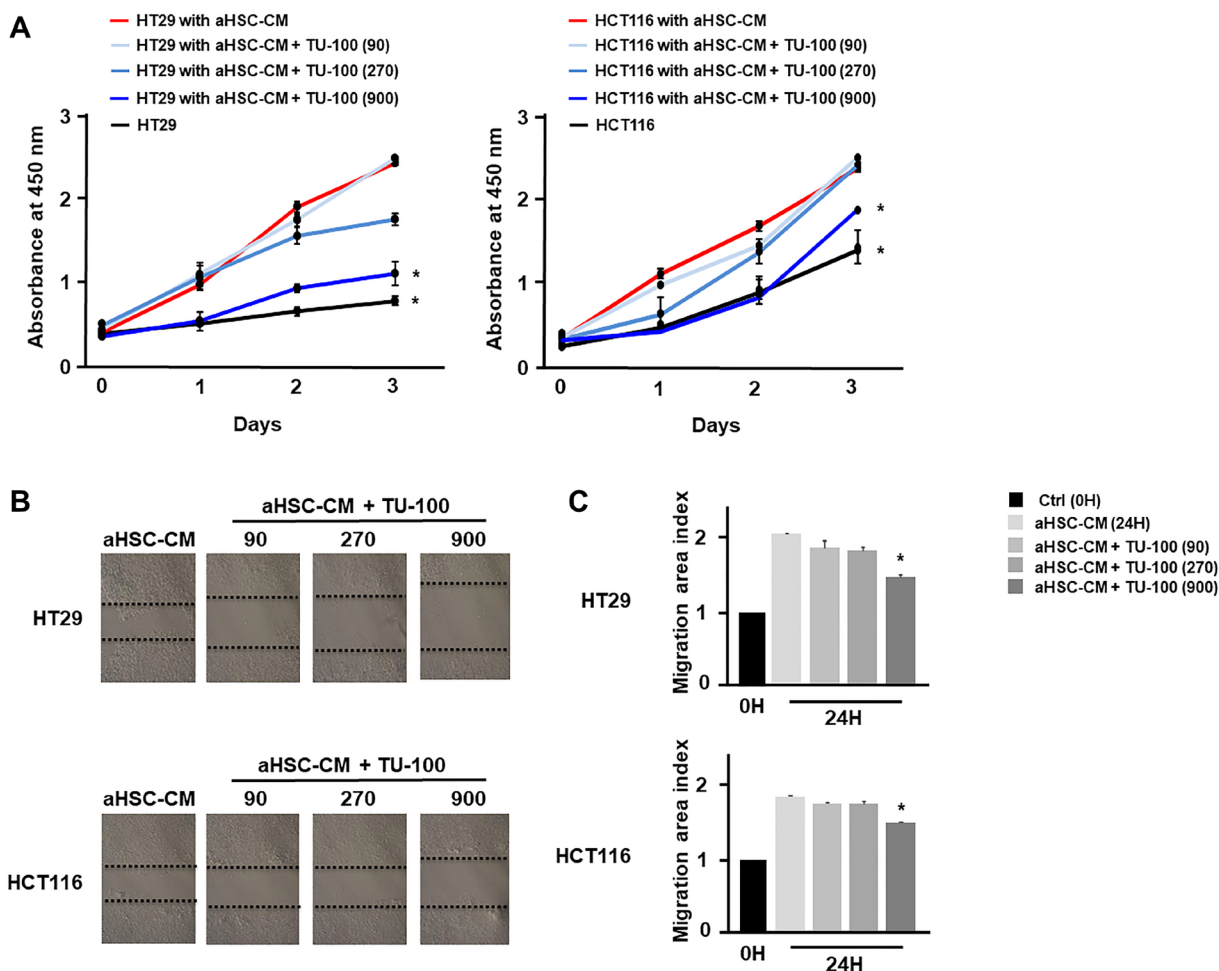 A
HT29 with aHSC-CM
HT29 with aHSC-CM + TU-100 (90)
HT29 with aHSC-CM + TU-100 (270)
HT29 with aHSC-CM + TU-100 (900)
HT29
Absorbance at 450 nm
3
2
1
0
0 1 2 3
Days
HCT116 with aHSC-CM
HCT116 with aHSC-CM + TU-100 (90)
HCT116 with aHSC-CM + TU-100 (270)
HCT116 with aHSC-CM + TU-100 (900)
HCT116
Absorbance at 450 nm
3
2
1
0
*
*
*
*
0 1 2 3
Days
B
aHSC-CM + TU-100
aHSC-CM 90 270 900
HT29
aHSC-CM + TU-100
aHSC-CM 90 270 900
HCT116
C
HT29
Migration area index
2
1
0
*
0H
24H
HCT116
Migration area index
2
1
0
*
0H
24H
Ctrl (0H)
aHSC-CM (24H)
aHSC-CM + TU-100 (90)
aHSC-CM + TU-100 (270)
aHSC-CM + TU-100 (900)